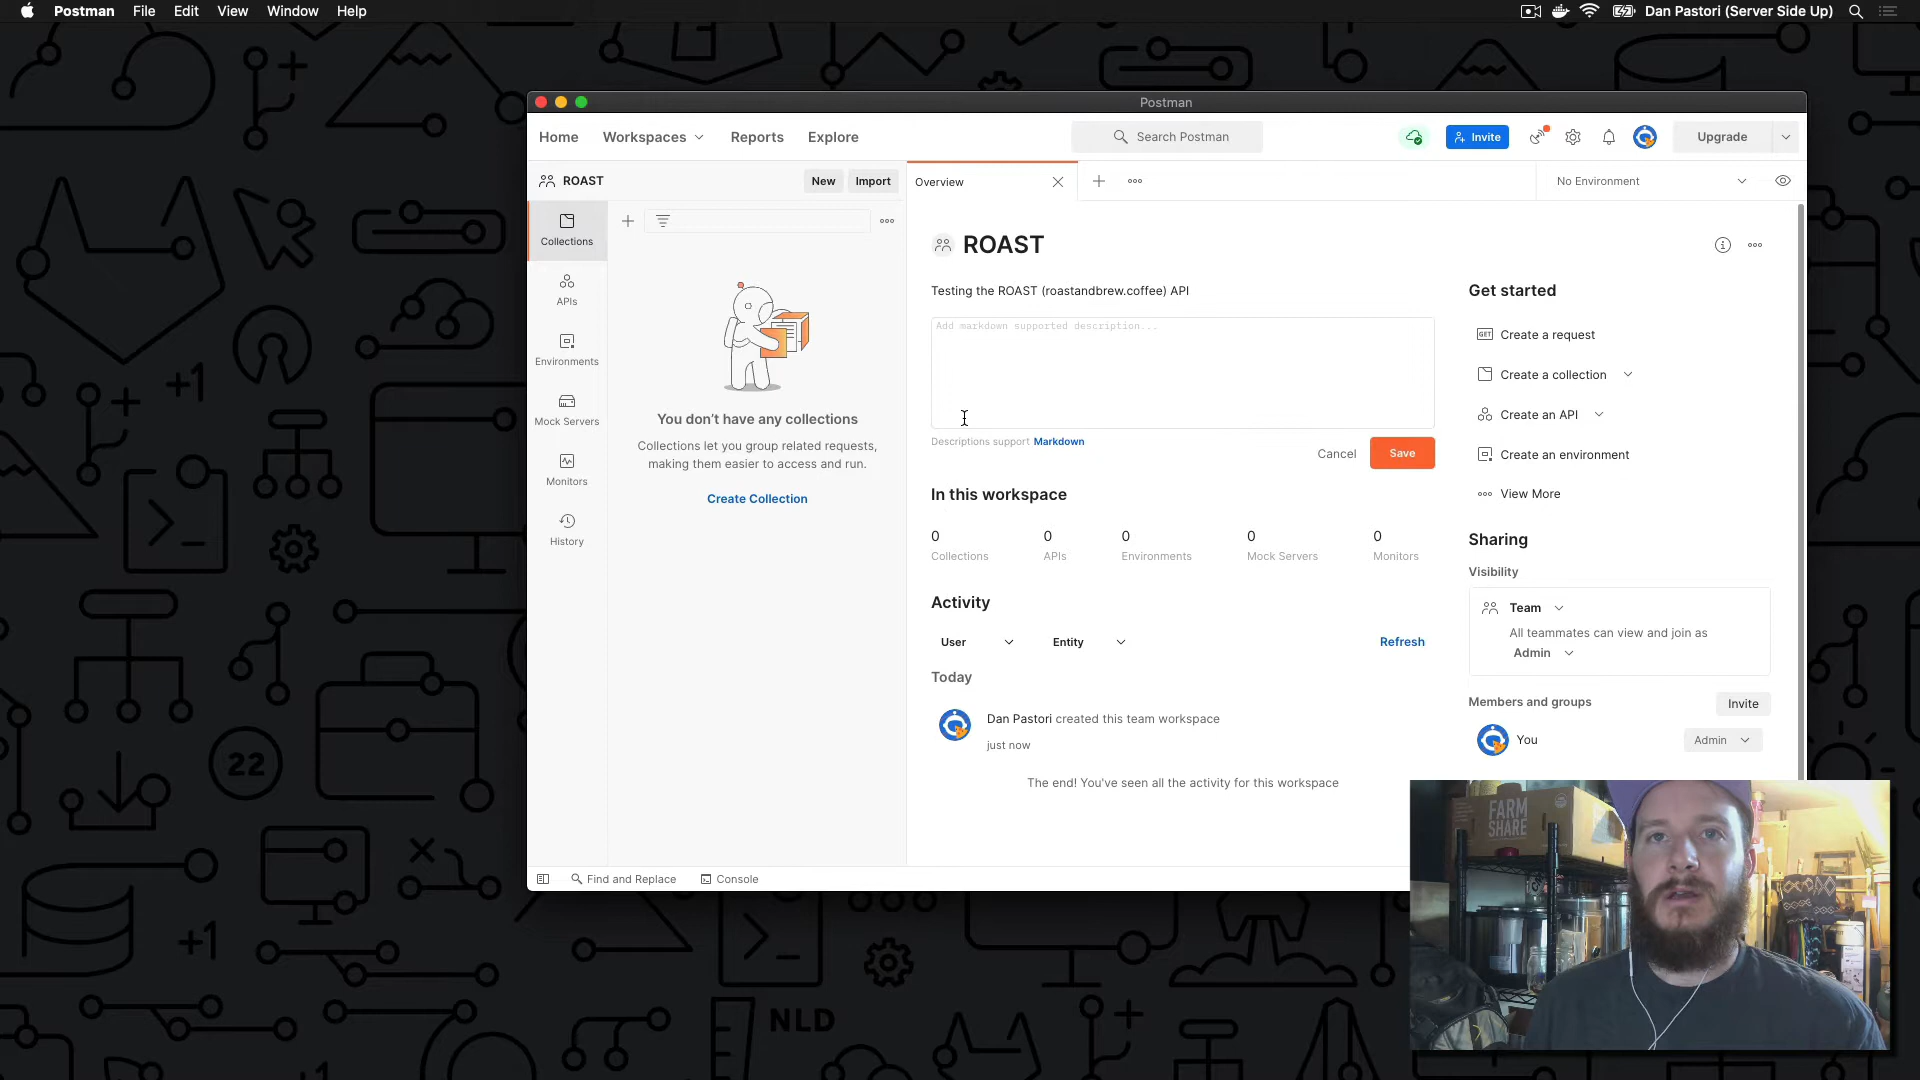 Postman File Edit View Window Help
Dan Pastori (Server Side Up)
Postman
Home Workspaces Reports Explore
Search Postman
Invite
Upgrade
ROAST
New Import
Overview
No Environment
Collections
APIs
Environments
Mock Servers
Monitors
History
You don’t have any collections
Collections let you group related requests,
making them easier to access and run.
Create Collection
ROAST
Testing the ROAST (roastandbrew.coffee) API
Add markdown supported description...
Descriptions support Markdown
Cancel Save
In this workspace
0 0 0 0 0
Collections APIs Environments Mock Servers Monitors
Activity
User Entity Refresh
Today
Dan Pastori created this team workspace
just now
The end! You've seen all the activity for this workspace
Get started
GET Create a request
Create a collection
Create an API
Create an environment
View More
Sharing
Visibility
Team
All teammates can view and join as
Admin
Members and groups Invite
You Admin
Find and Replace Console
FARM
SHARE
+1
+1
22
+1
+1
NLD